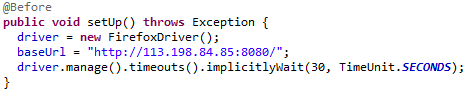 @Before
public void setUp() throws Exception {
driver = new FirefoxDriver();
baseUrl = "http://113.198.84.85:8080/";
driver.manage().timeouts().implicitlyWait(30, TimeUnit.SECONDS);
}